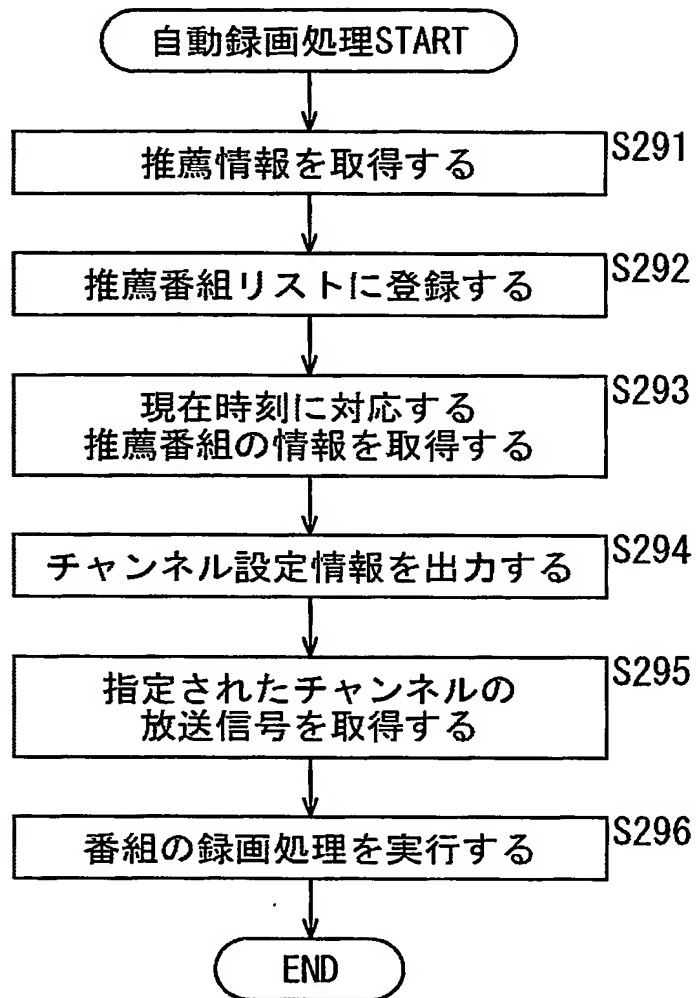 自動録画処理START
推薦情報を取得する
S291
推薦番組リストに登録する
S292
現在時刻に対応する
推薦番組の情報を取得する
S293
チャンネル設定情報を出力する
S294
指定されたチャンネルの
放送信号を取得する
S295
番組の録画処理を実行する
S296
END